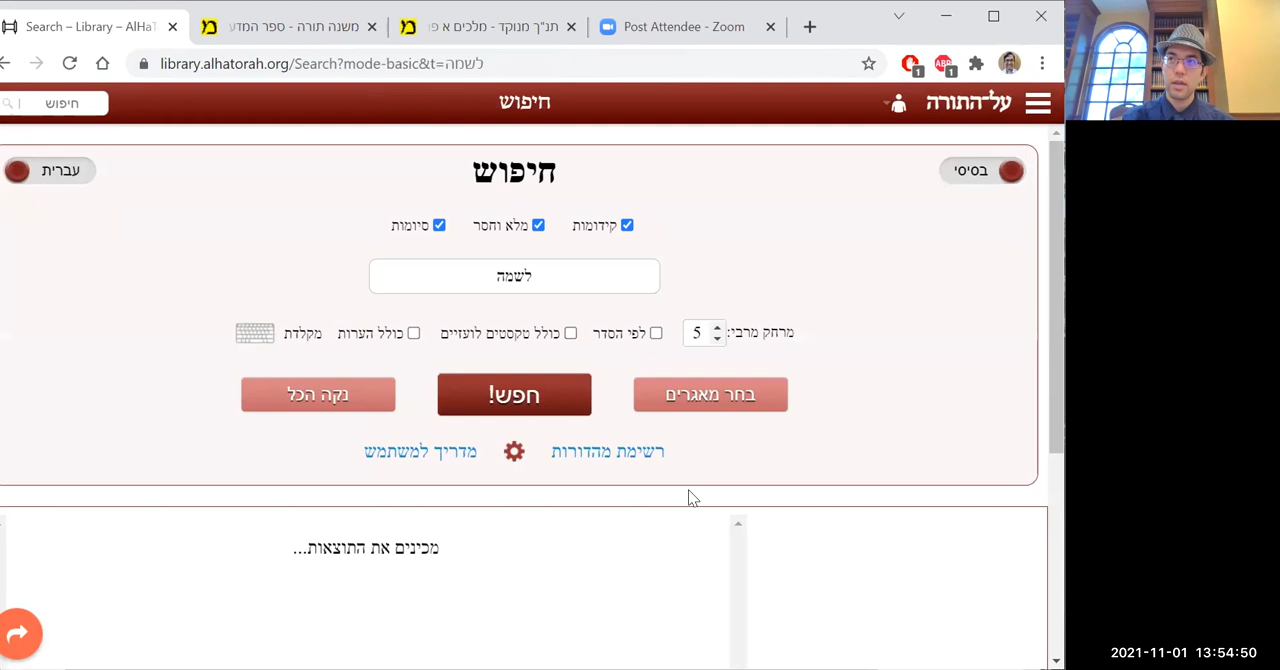 Search – Library – AlHaT
משנה תורה - ספר המדע
תנ"ך מנוקד - מלכים א פי
Post Attendee - Zoom
library.alhatorah.org/Search?mode-basic&t=לשמה
1
1
על־התורה
חיפוש
חיפוש
בסיסי
חיפוש
עברית
קידומות
מלא וחסר
סיומות
לשמה
מרחק מרבי: 5
לפי הסדר
כולל טקסטים לועזיים
כולל הערות
מקלדת
בחר מאגרים
חפש!
נקה הכל
רשימת מהדורות
מדריך למשתמש
מכינים את התוצאות...
2021-11-01 13:54:50